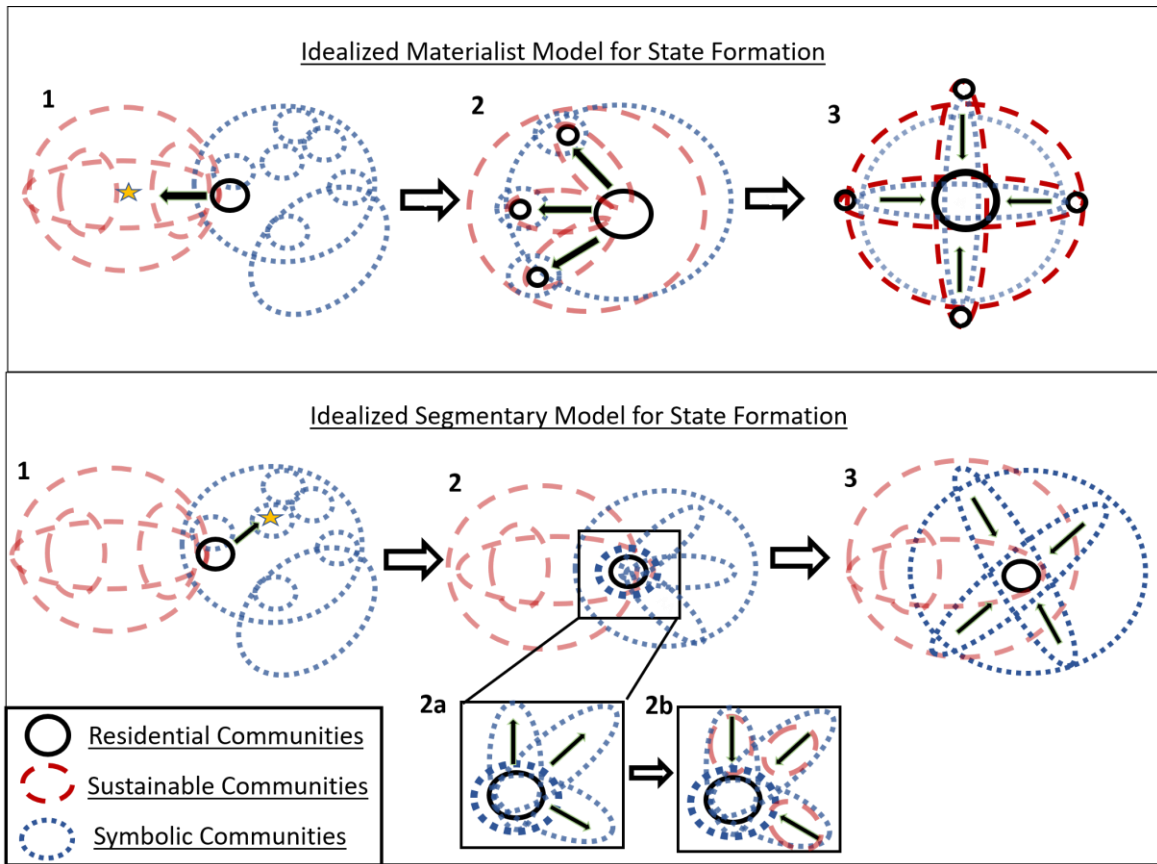 Idealized Materialist Model for State Formation
1
2
3
Idealized Segmentary Model for State Formation
1
2
3
2a
2b
Residential Communities
Sustainable Communities
Symbolic Communities